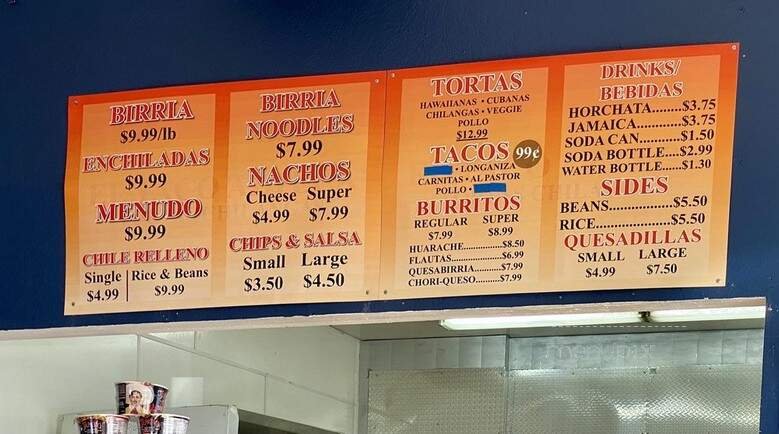 BIRRIA
$9.99/lb
ENCHILADAS
$9.99
MENUDO
$9.99
CHILE RELLENO
Single | Rice & Beans
$4.99 $9.99
BIRRIA
NOODLES
$7.99
NACHOS
Cheese Super
$4.99 $7.99
CHIPS & SALSA
Small Large
$3.50 $4.50
TORTAS
HAWAIIANAS • CUBANAS
CHILANGAS • VEGGIE
POLLO
$12.99
TACOS 99¢
• LONGANIZA
CARNITAS • AL PASTOR
POLLO •
BURRITOS
REGULAR SUPER
$7.99 $8.99
HUARACHE..............$8.50
FLAUTAS................$6.99
QUESABIRRIA.........$7.99
CHORI-QUESO........$7.99
DRINKS/
BEBIDAS
HORCHATA.......$3.75
JAMAICA..........$3.75
SODA CAN.........$1.50
SODA BOTTLE....$2.99
WATER BOTTLE.....$1.30
SIDES
BEANS................$5.50
RICE...................$5.50
QUESADILLAS
SMALL LARGE
$4.99 $7.50